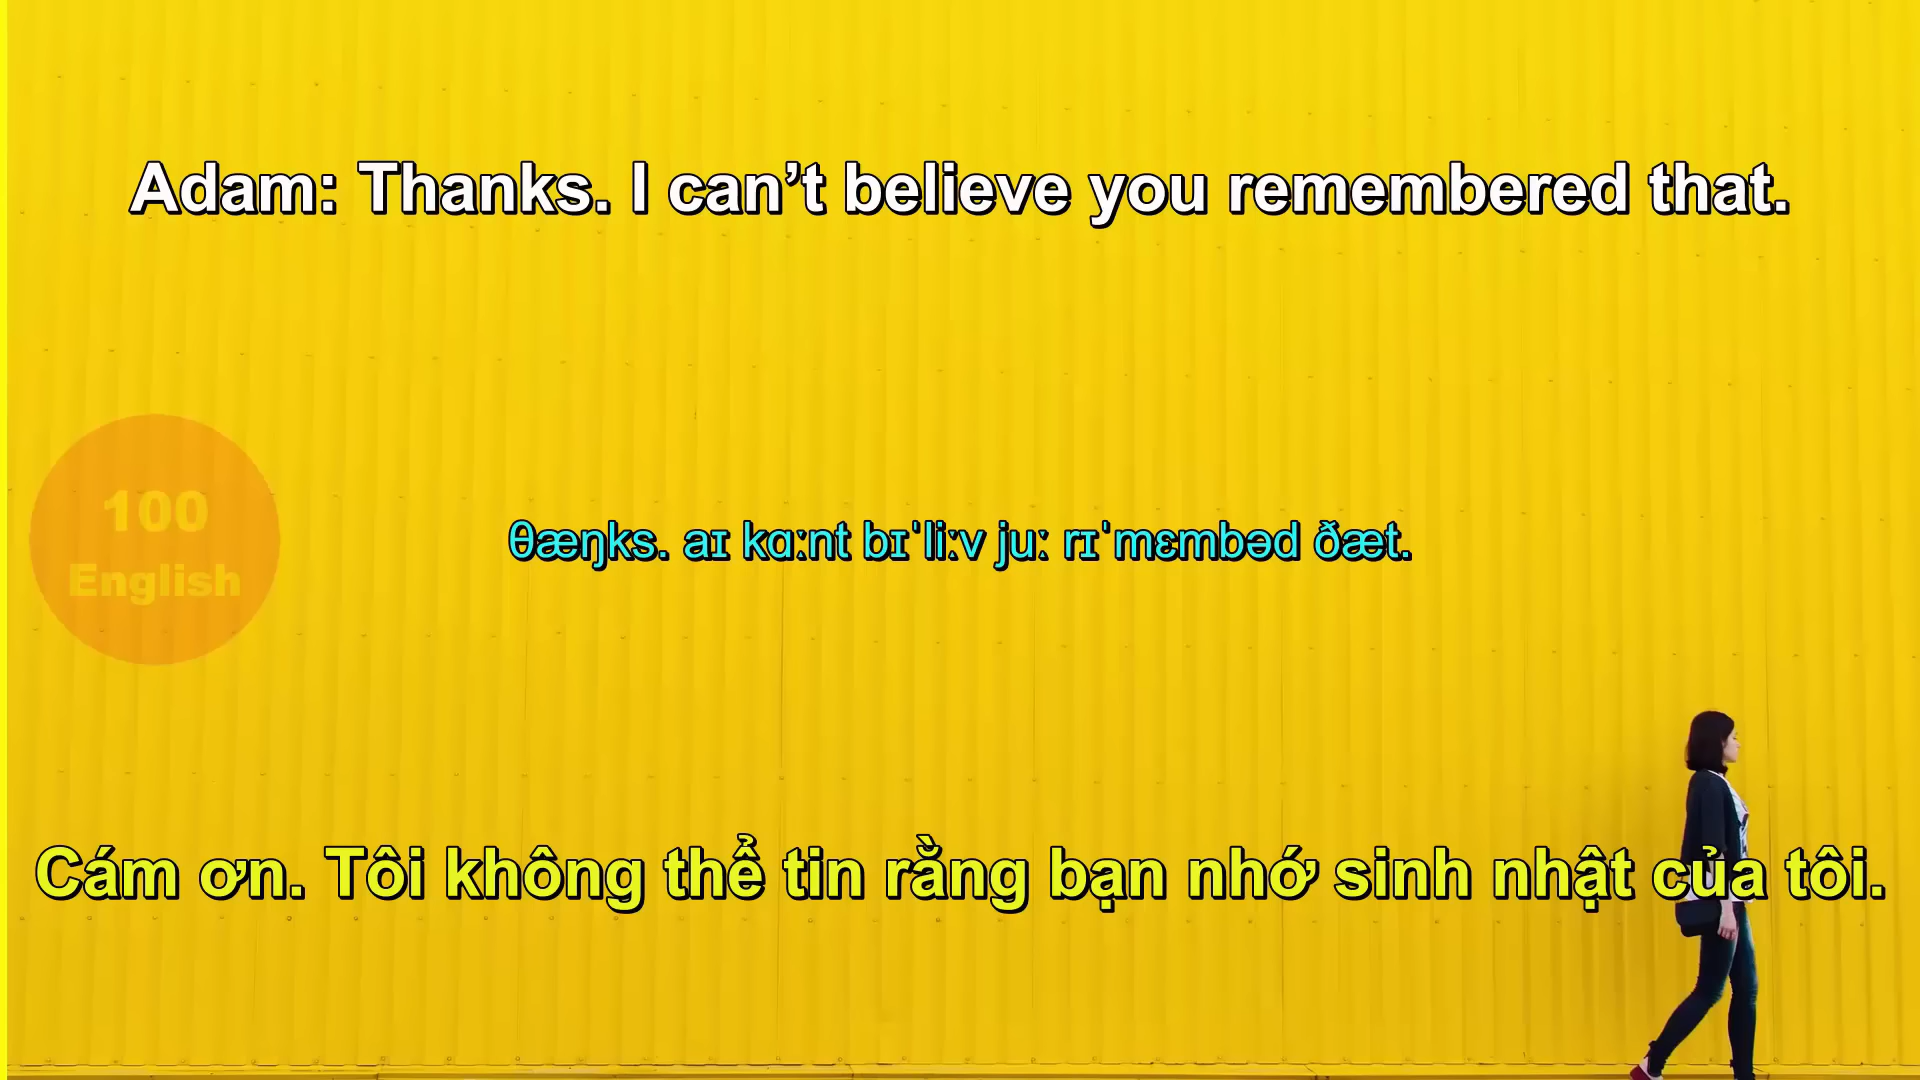 Adam: Thanks. I can’t believe you remembered that.
100
English
θæŋks. aɪ kɑːnt bɪˈliːv juː rɪˈmɛmbəd ðæt.
Cám ơn. Tôi không thể tin rằng bạn nhớ sinh nhật của tôi.